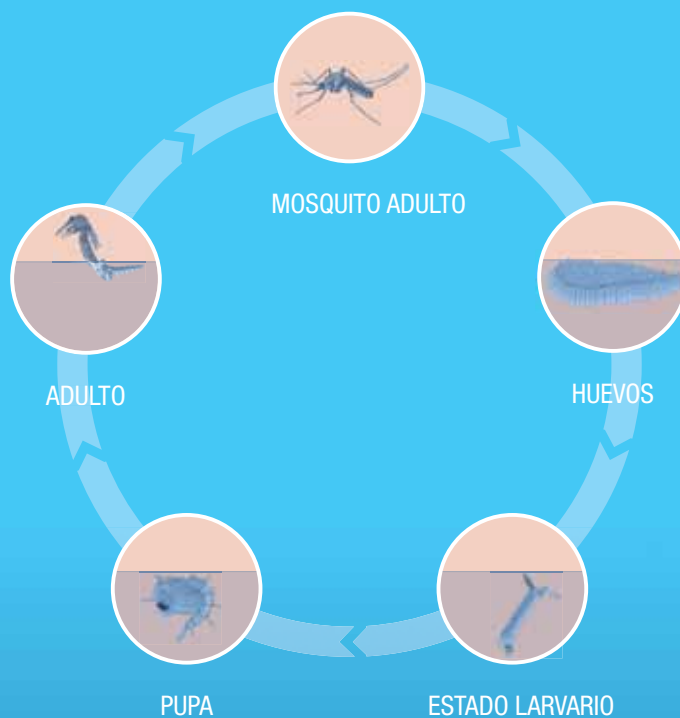 MOSQUITO ADULTO
HUEVOS
ESTADO LARVARIO
PUPA
ADULTO